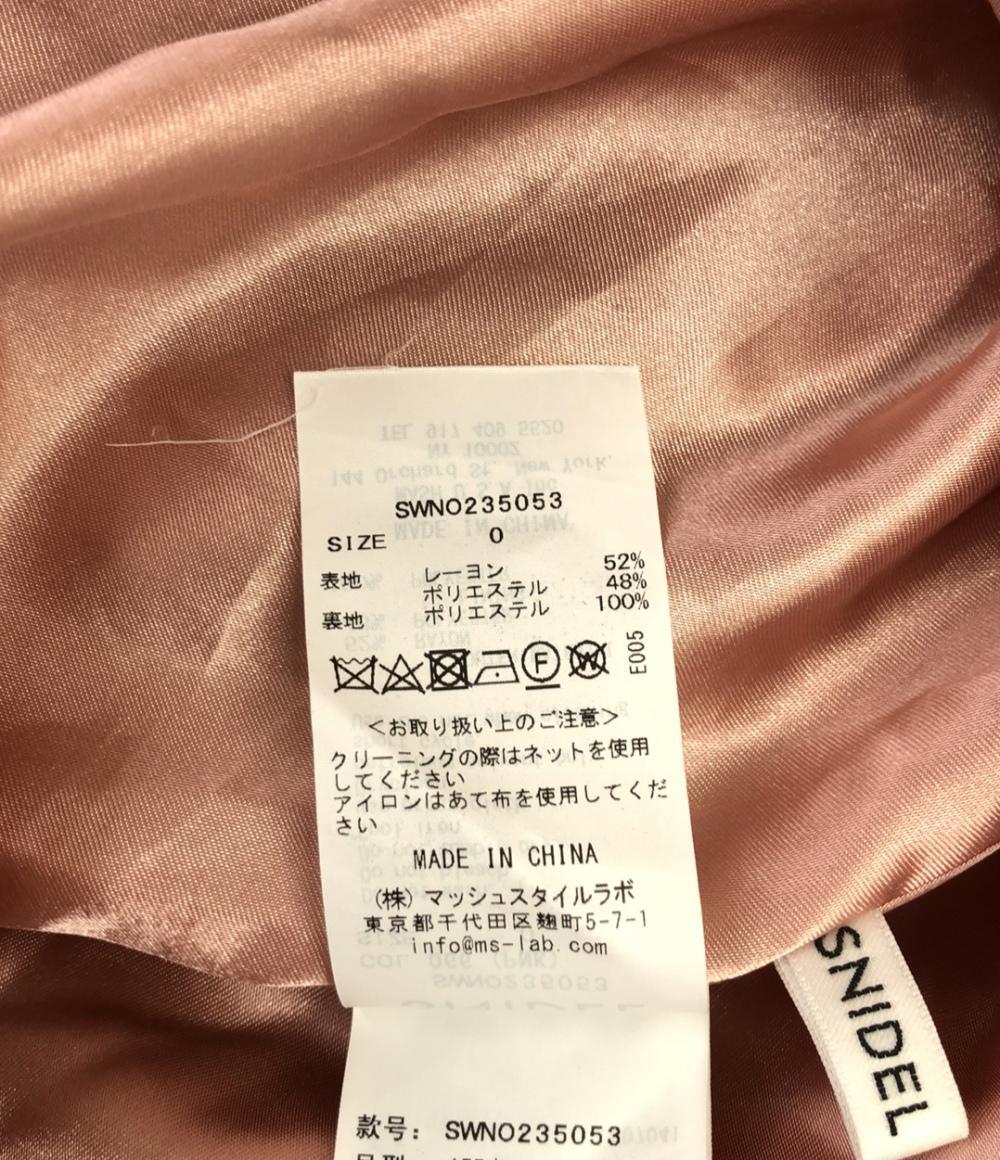 SWNO235053
SIZE 0
表地 レーヨン 52%
ポリエステル 48%
裏地 ポリエステル 100%
F W E005
＜お取り扱い上のご注意＞
クリーニングの際はネットを使用
してください
アイロンはあて布を使用してくだ
さい
MADE IN CHINA
(株)マッシュスタイルラボ
東京都千代田区麹町5-7-1
info@ms-lab.com
款号： SWNO235053
SNIDEL